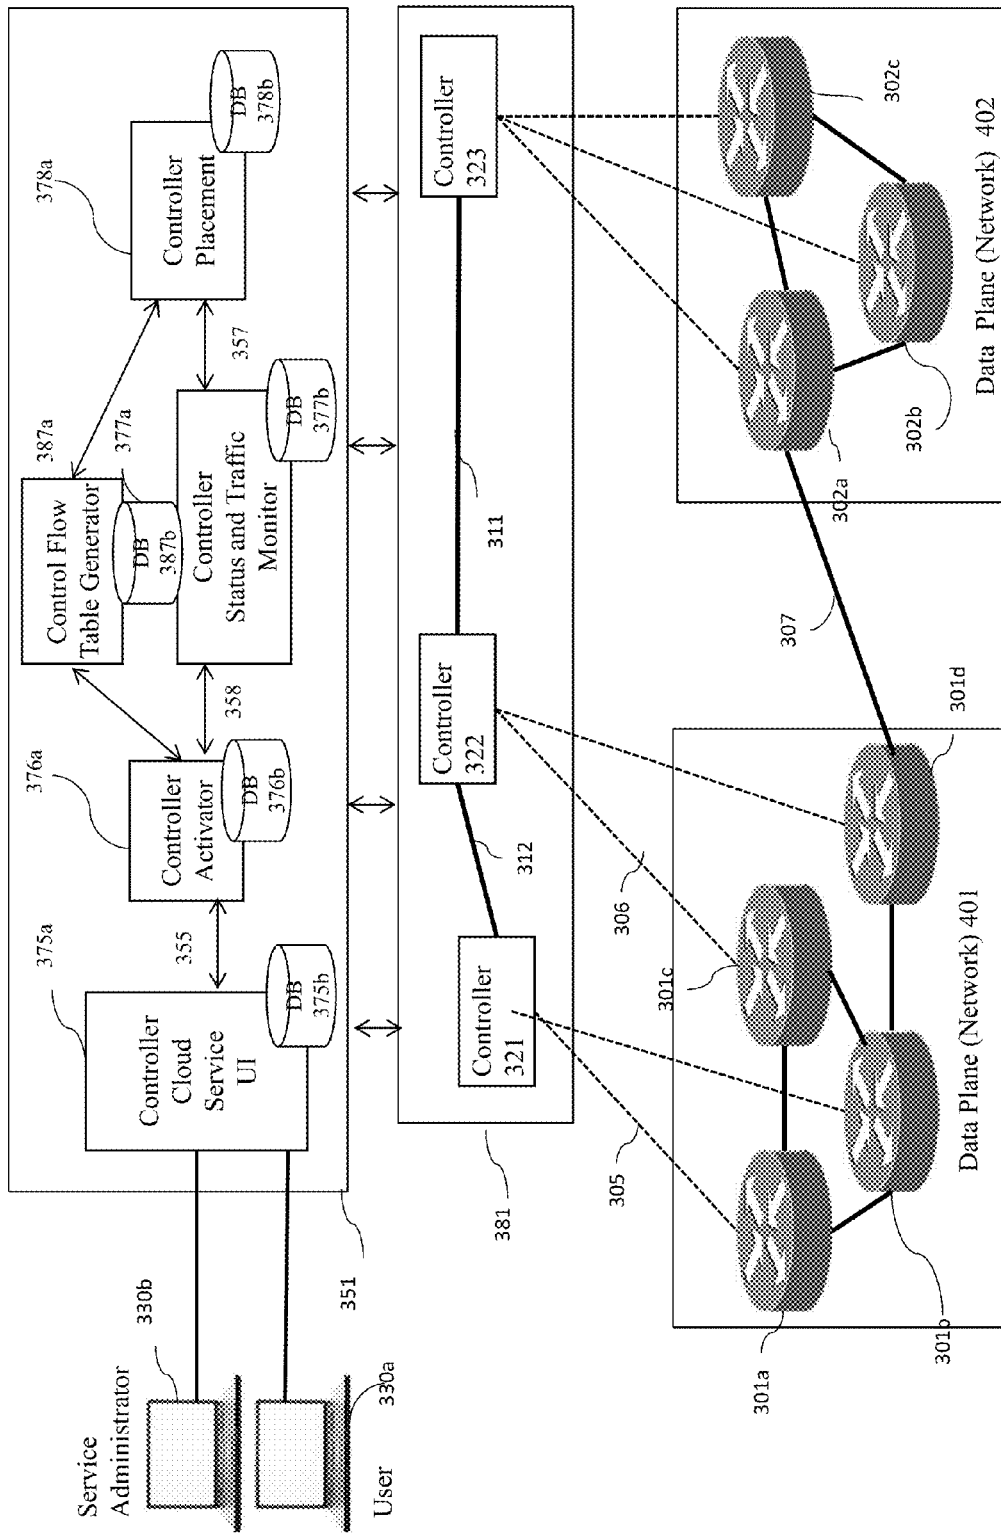 Service
Administrator
330b
User
330a
351
375a
Controller
Cloud
Service
UI
DB
375b
355
376a
Controller
Activator
DB
376b
358
Control Flow
Table Generator
387a
DB
387b
377a
Controller
Status and Traffic
Monitor
DB
377b
357
378a
Controller
Placement
DB
378b
381
Controller
321
312
Controller
322
311
Controller
323
305
306
307
301a
301b
301c
301d
Data Plane (Network) 401
302a
302b
302c
Data Plane (Network) 402